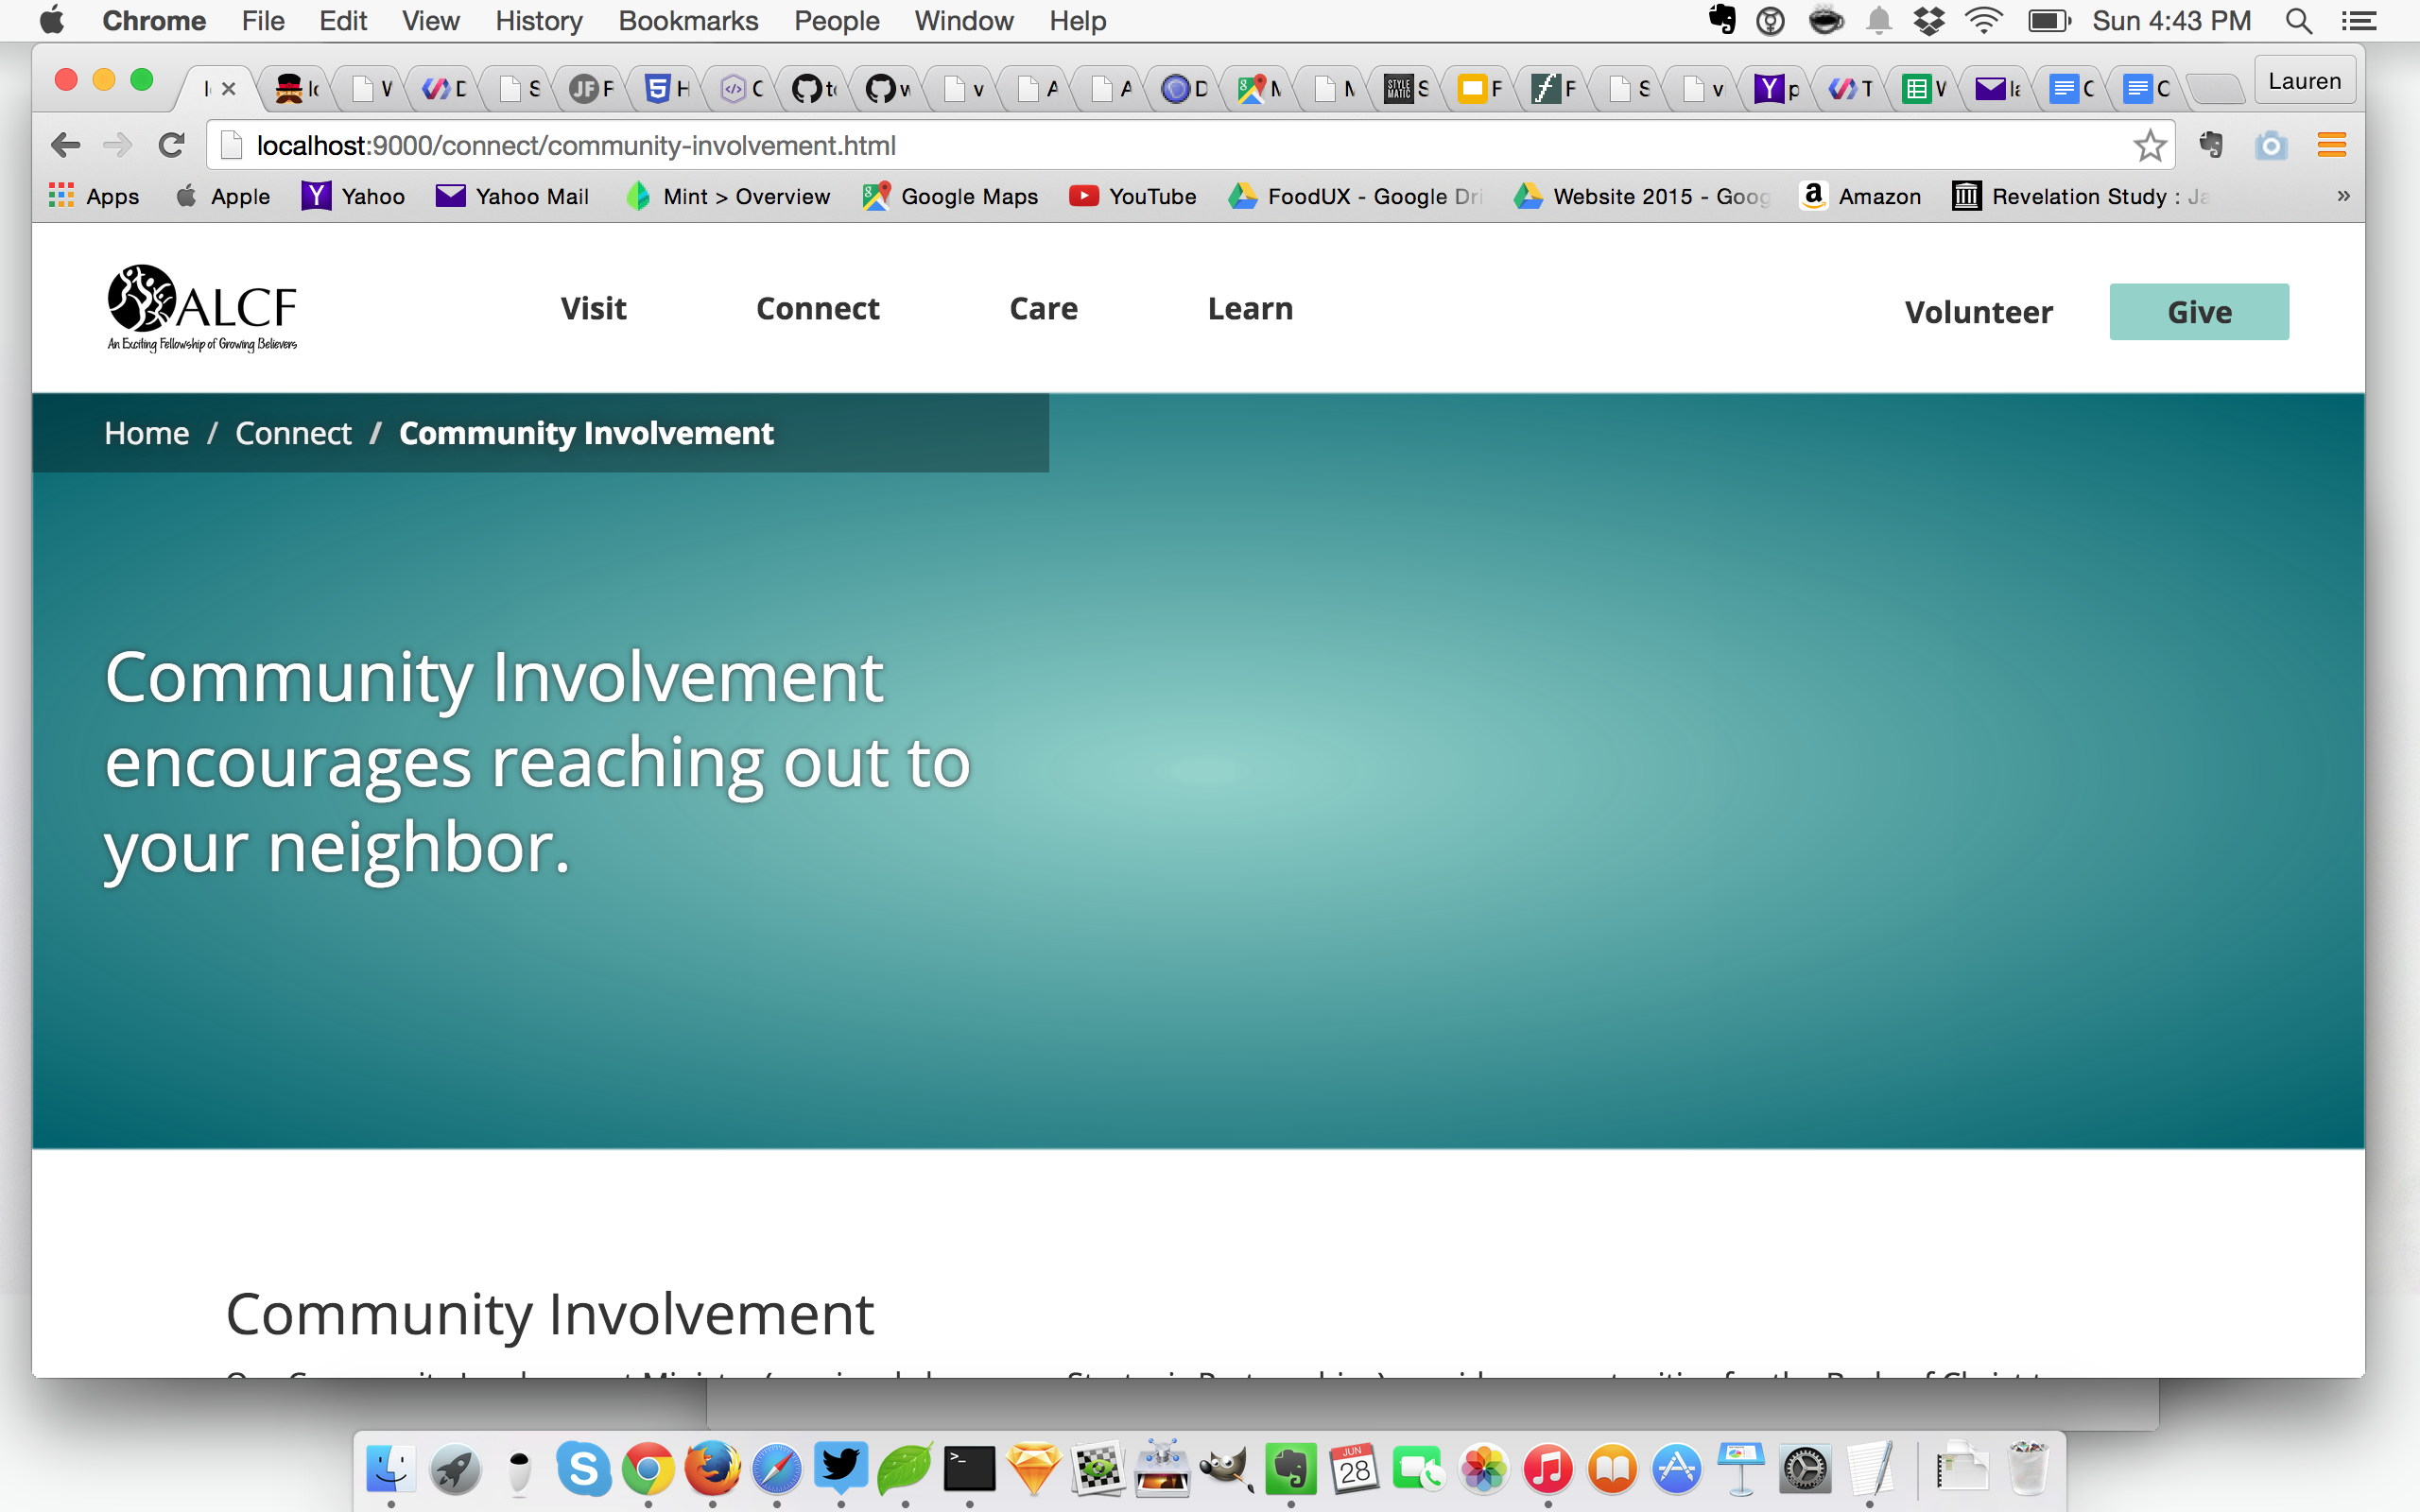 Chrome File Edit View History Bookmarks People Window Help Sun 4:43 PM
Lauren
localhost:9000/connect/community-involvement.html
Apps Apple Yahoo Yahoo Mail Mint > Overview Google Maps YouTube FoodUX - Google Dri Website 2015 - Goog Amazon Revelation Study : Ja »
ALCF
An Exciting Fellowship of Growing Believers
Visit Connect Care Learn Volunteer Give
Home / Connect / Community Involvement
Community Involvement
encourages reaching out to
your neighbor.
Community Involvement
JUN
28